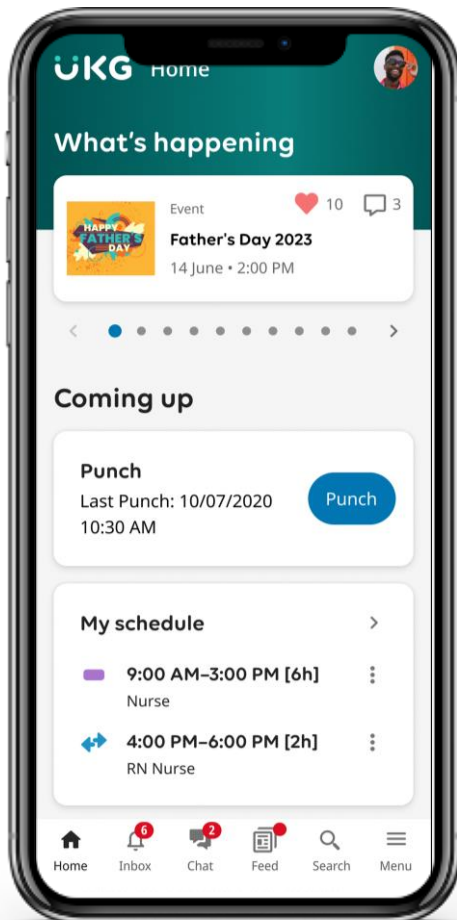 UKG Home
What's happening
HAPPY
FATHER'S
DAY
Event
10
3
Father's Day 2023
14 June • 2:00 PM
Coming up
Punch
Last Punch: 10/07/2020
10:30 AM
Punch
My schedule
9:00 AM–3:00 PM [6h]
Nurse
4:00 PM–6:00 PM [2h]
RN Nurse
6
2
Home
Inbox
Chat
Feed
Search
Menu